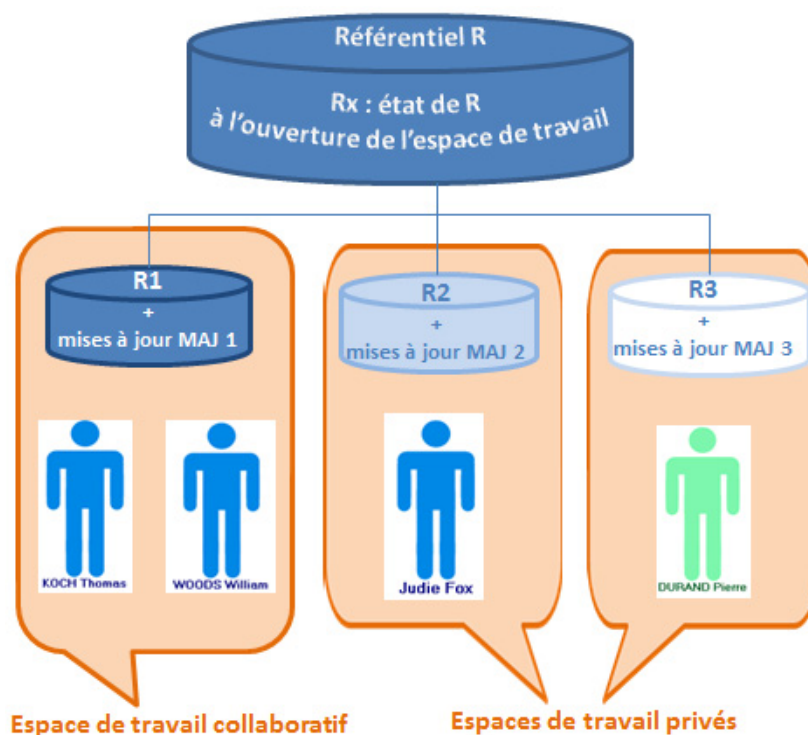 Référentiel R
Rx : état de R
à l'ouverture de l'espace de travail
R1
+
mises à jour MAJ 1
R2
+
mises à jour MAJ 2
R3
+
mises à jour MAJ 3
KOCH Thomas
WOODS William
Judie Fox
DURAND Pierre
Espace de travail collaboratif
Espaces de travail privés